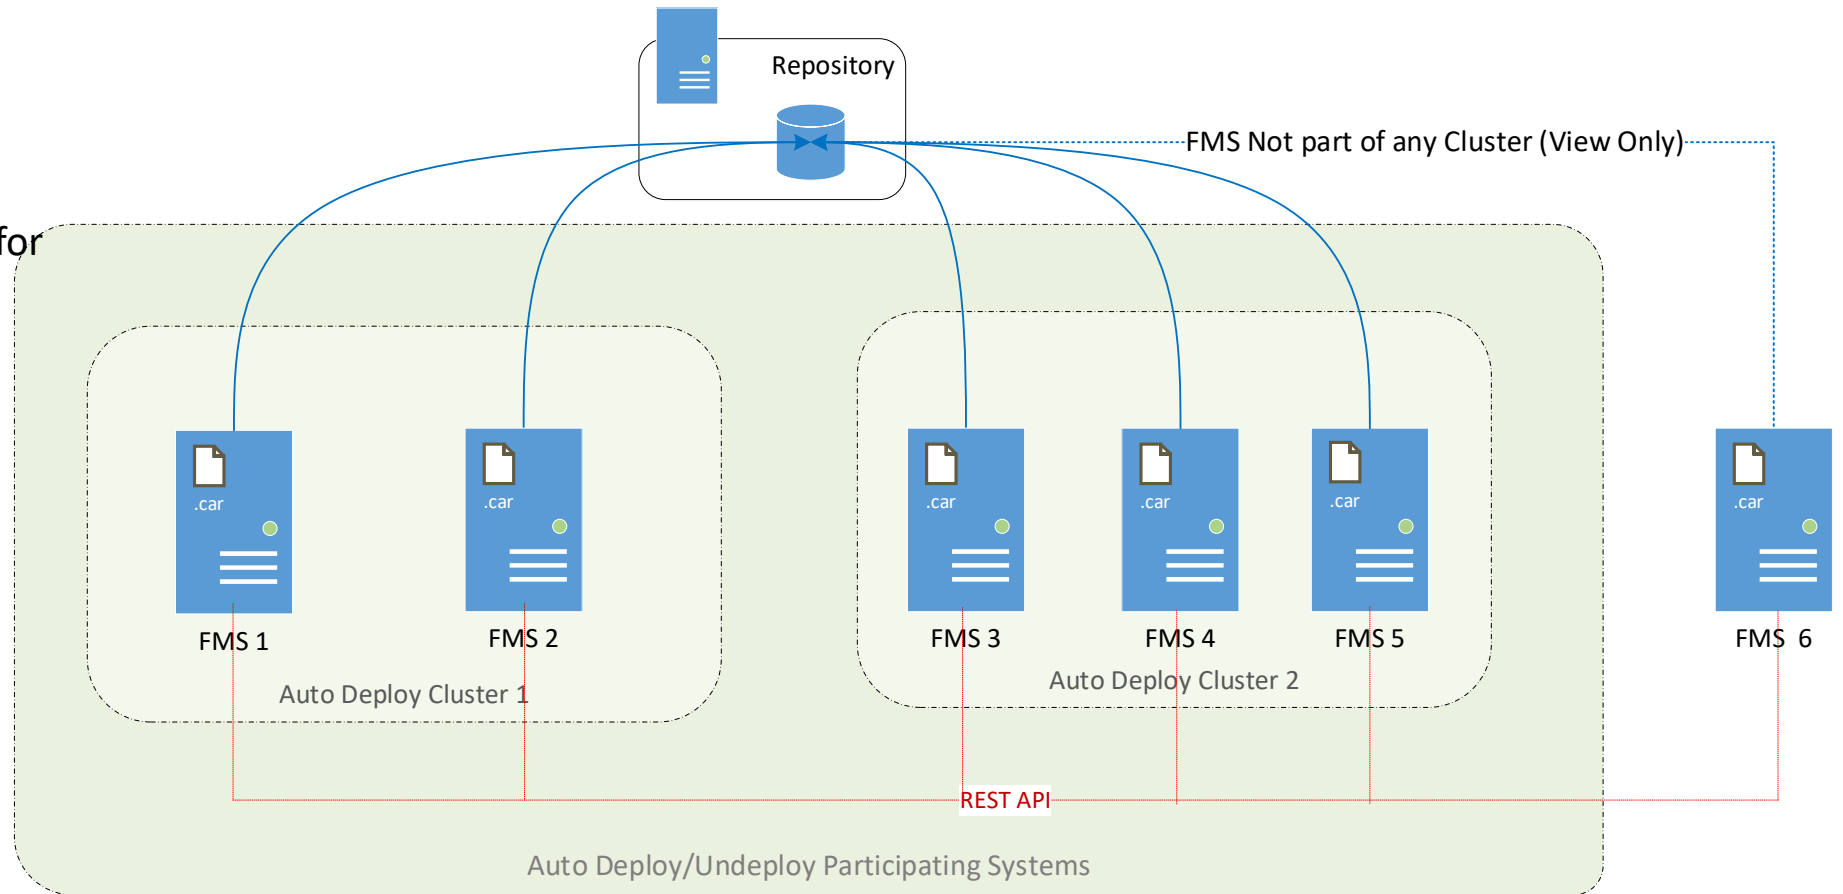 Repository
FMS Not part of any Cluster (View Only)
for
.car
.car
.car
.car
.car
.car
FMS 1
FMS 2
FMS 3
FMS 4
FMS 5
FMS  6
Auto Deploy Cluster 1
Auto Deploy Cluster 2
REST API
Auto Deploy/Undeploy Participating Systems